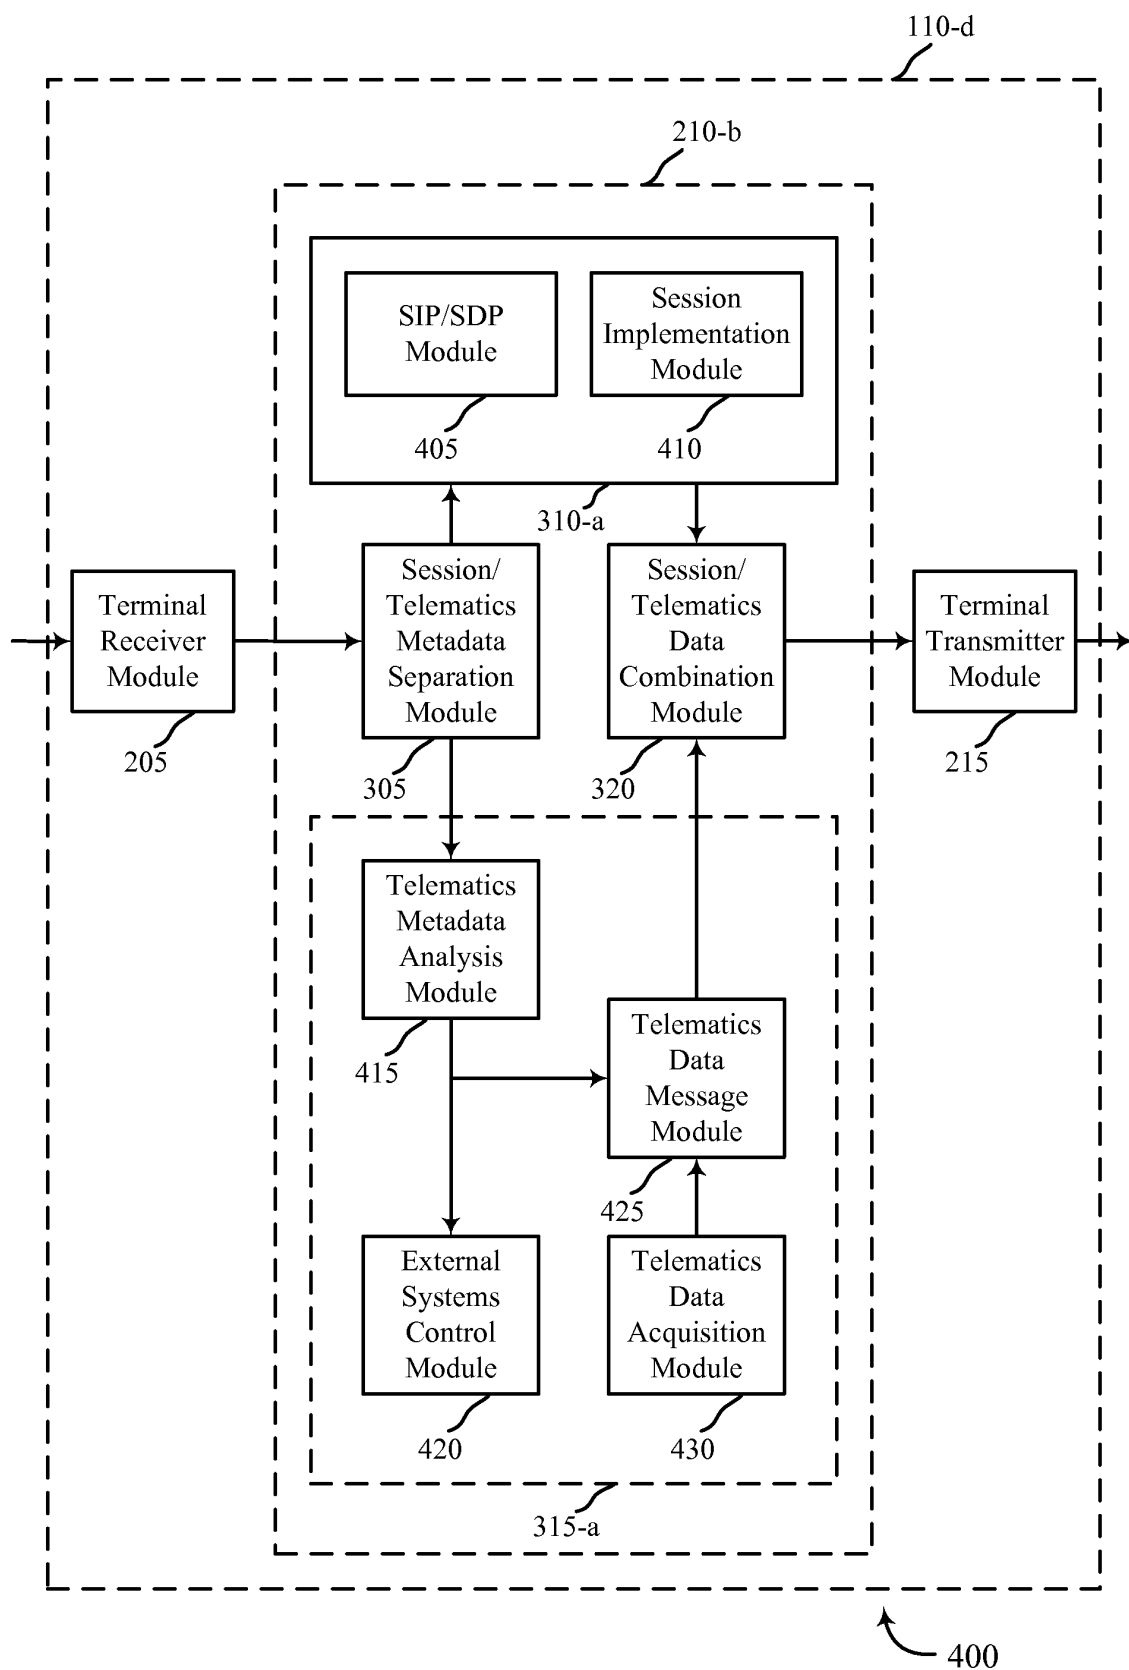 110-d
210-b
SIP/SDP
Module
405
Session
Implementation
Module
410
310-a
Terminal
Receiver
Module
205
Session/
Telematics
Metadata
Separation
Module
305
Session/
Telematics
Data
Combination
Module
320
Terminal
Transmitter
Module
215
Telematics
Metadata
Analysis
Module
415
Telematics
Data
Message
Module
425
External
Systems
Control
Module
420
Telematics
Data
Acquisition
Module
430
315-a
400